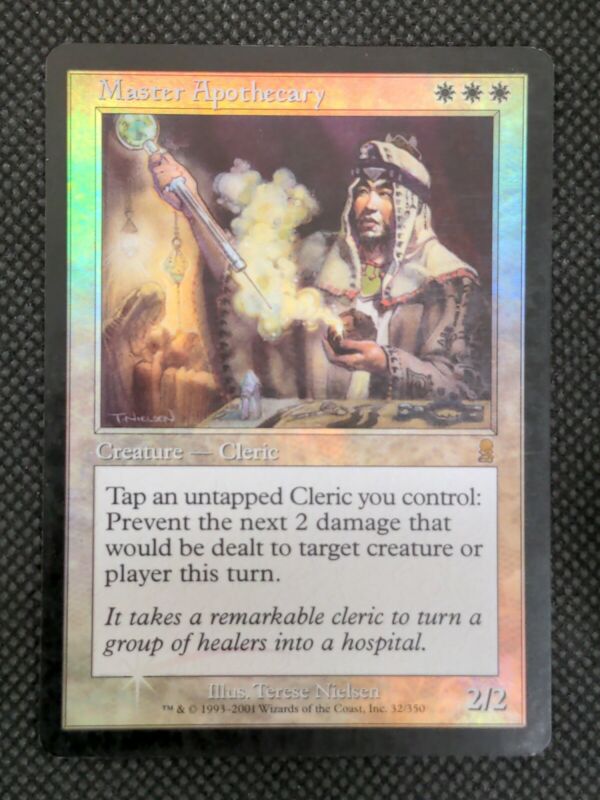 Master Apothecary
T. NIELSEN
Creature — Cleric
Tap an untapped Cleric you control:
Prevent the next 2 damage that
would be dealt to target creature or
player this turn.
It takes a remarkable cleric to turn a
group of healers into a hospital.
Illus. Terese Nielsen
2/2
™ & © 1993-2001 Wizards of the Coast, Inc. 32/350